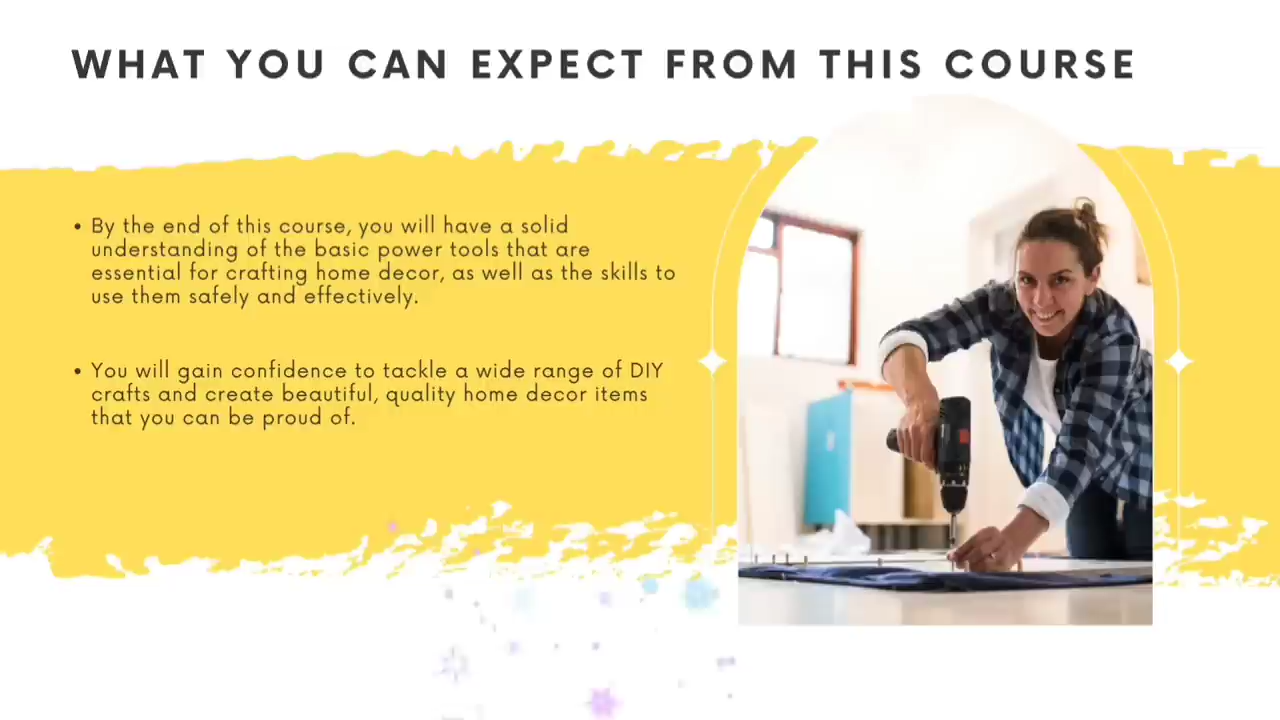 WHAT YOU CAN EXPECT FROM THIS COURSE
• By the end of this course, you will have a solid
understanding of the basic power tools that are
essential for crafting home decor, as well as the skills to
use them safely and effectively.
• You will gain confidence to tackle a wide range of DIY
crafts and create beautiful, quality home decor items
that you can be proud of.